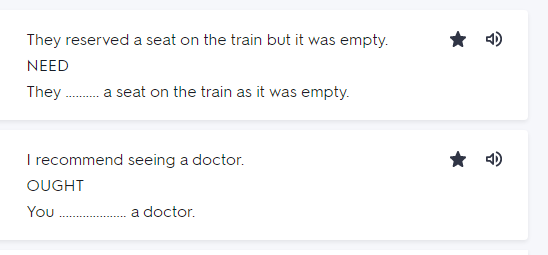 They reserved a seat on the train but it was empty.
NEED
They .......... a seat on the train as it was empty.
I recommend seeing a doctor.
OUGHT
You .................... a doctor.